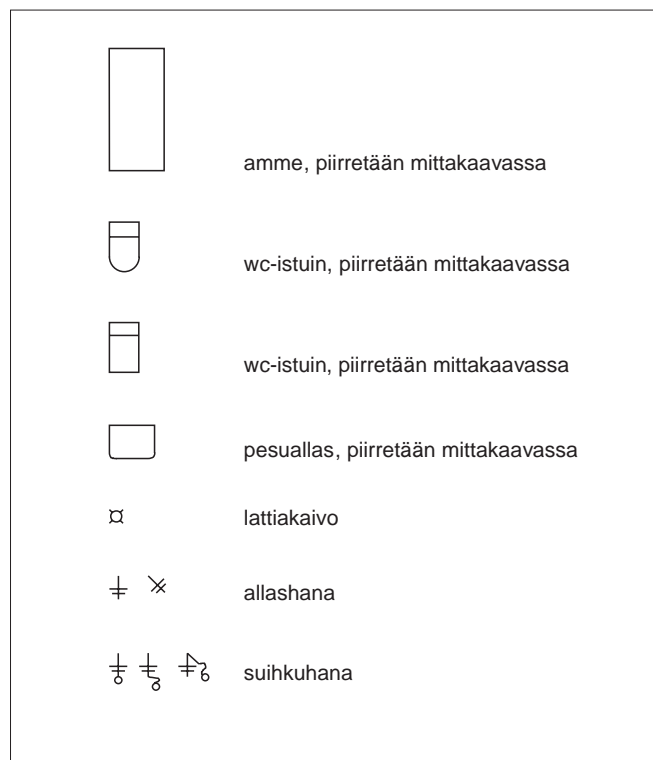 amme, piirretään mittakaavassa
wc-istuin, piirretään mittakaavassa
wc-istuin, piirretään mittakaavassa
pesuallas, piirretään mittakaavassa
lattiakaivo
allashana
suihkuhana